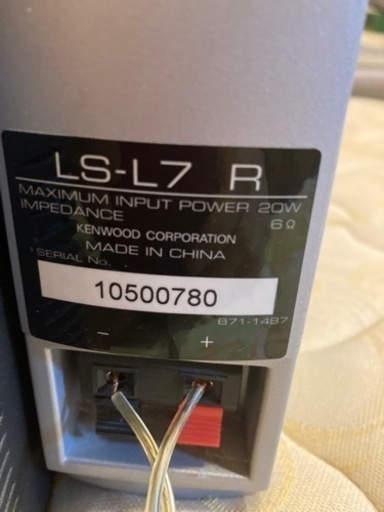 LS-L7 R
MAXIMUM INPUT POWER 20W
IMPEDANCE 6Ω
KENWOOD CORPORATION
MADE IN CHINA
SERIAL No.
10500780
B71-1487
− +